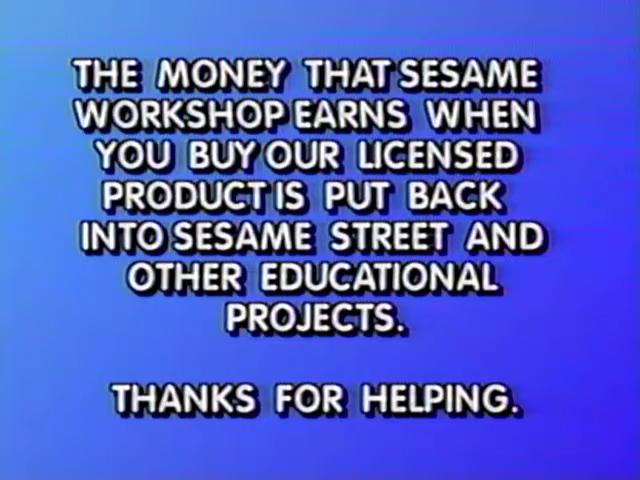 THE MONEY THAT SESAME
WORKSHOP EARNS WHEN
YOU BUY OUR LICENSED
PRODUCT IS PUT BACK
INTO SESAME STREET AND
OTHER EDUCATIONAL
PROJECTS.
THANKS FOR HELPING.